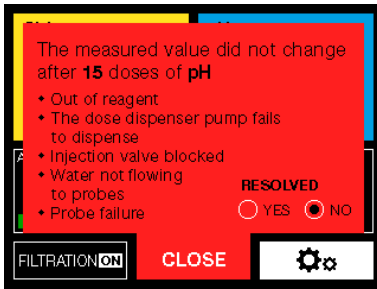 The measured value did not change
after 15 doses of pH
• Out of reagent
• The dose dispenser pump fails
to dispense
• Injection valve blocked
• Water not flowing
to probes
• Probe failure
RESOLVED
YES NO
FILTRATION ON
CLOSE